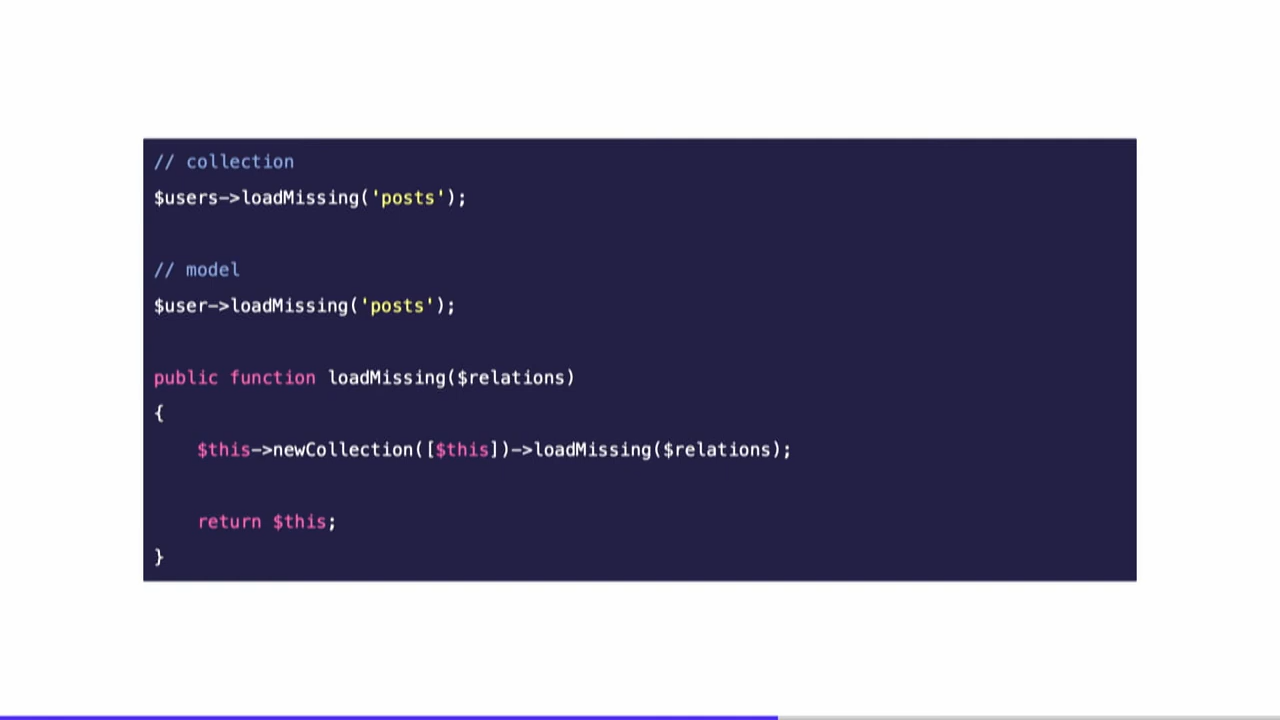 // collection
$users->loadMissing('posts');
// model
$user->loadMissing('posts');
public function loadMissing($relations)
{
    $this->newCollection([$this])->loadMissing($relations);
    return $this;
}